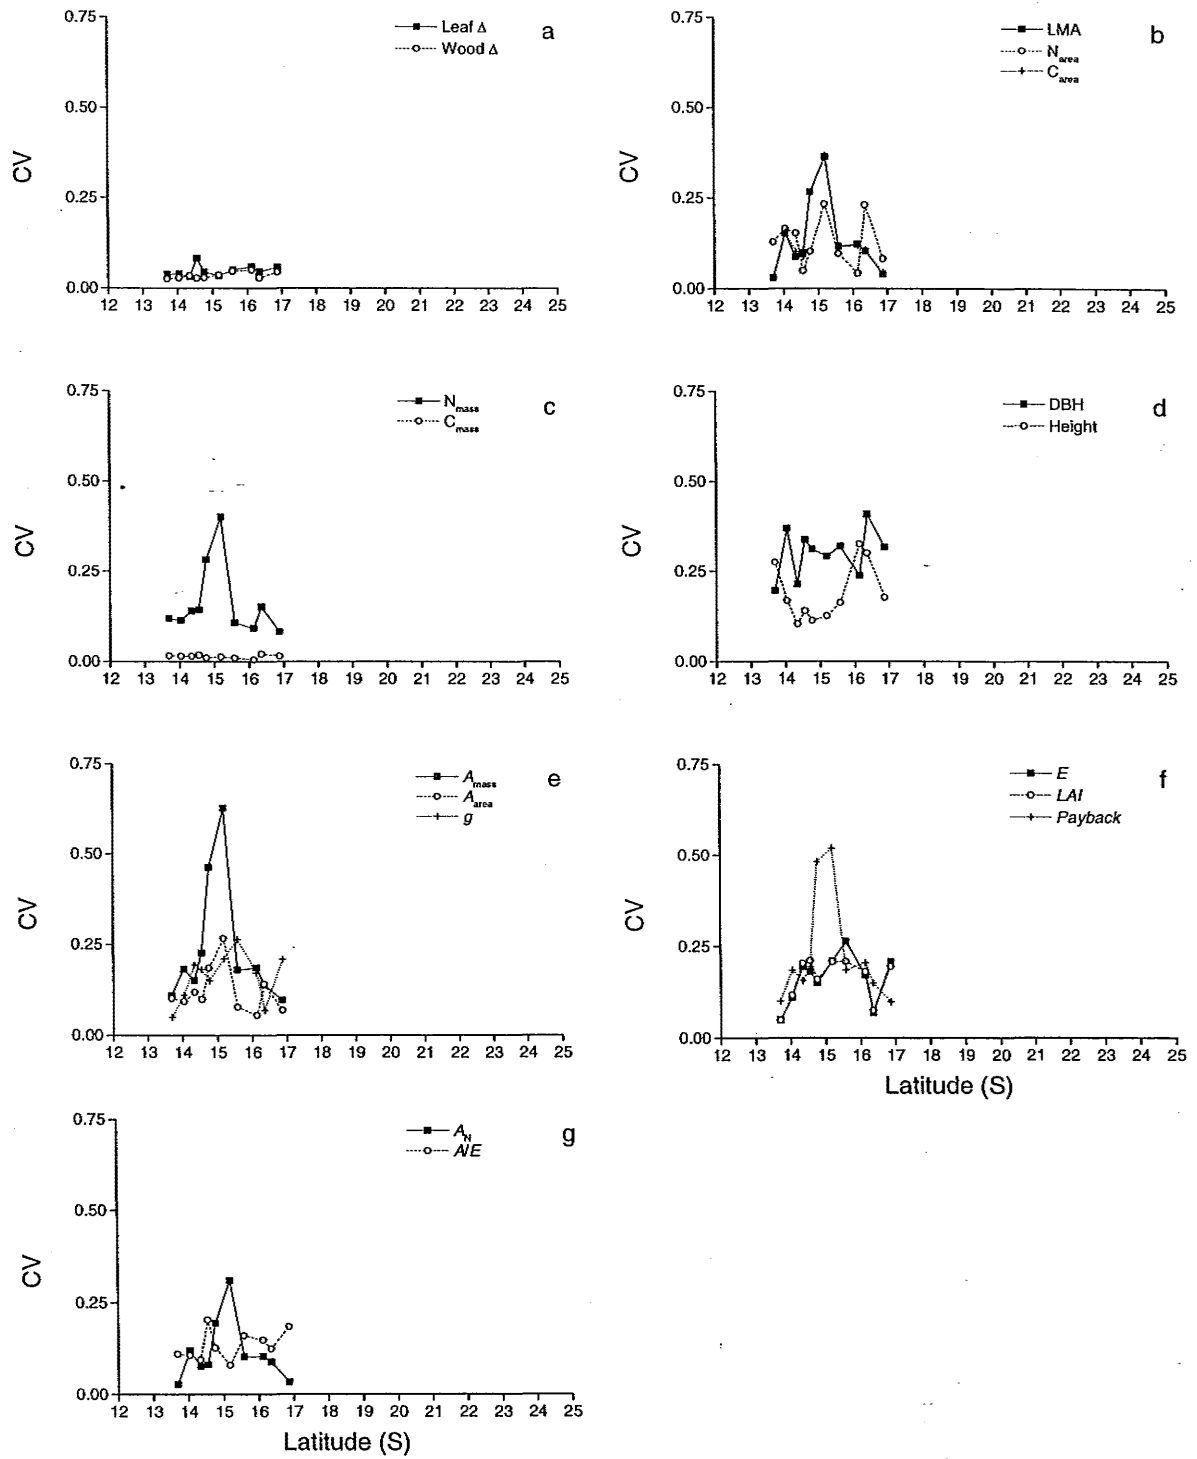 a
Leaf Δ
Wood Δ
0.75
0.50
0.25
0.00
CV
12 13 14 15 16 17 18 19 20 21 22 23 24 25
b
LMA
N area
C area
0.75
0.50
0.25
0.00
CV
12 13 14 15 16 17 18 19 20 21 22 23 24 25
c
N mass
C mass
0.75
0.50
0.25
0.00
CV
12 13 14 15 16 17 18 19 20 21 22 23 24 25
d
DBH
Height
0.75
0.50
0.25
0.00
CV
12 13 14 15 16 17 18 19 20 21 22 23 24 25
e
A mass
A area
g
0.75
0.50
0.25
0.00
CV
12 13 14 15 16 17 18 19 20 21 22 23 24 25
f
E
LAI
Payback
0.75
0.50
0.25
0.00
CV
12 13 14 15 16 17 18 19 20 21 22 23 24 25
Latitude (S)
g
A N
A/E
0.75
0.50
0.25
0.00
CV
12 13 14 15 16 17 18 19 20 21 22 23 24 25
Latitude (S)